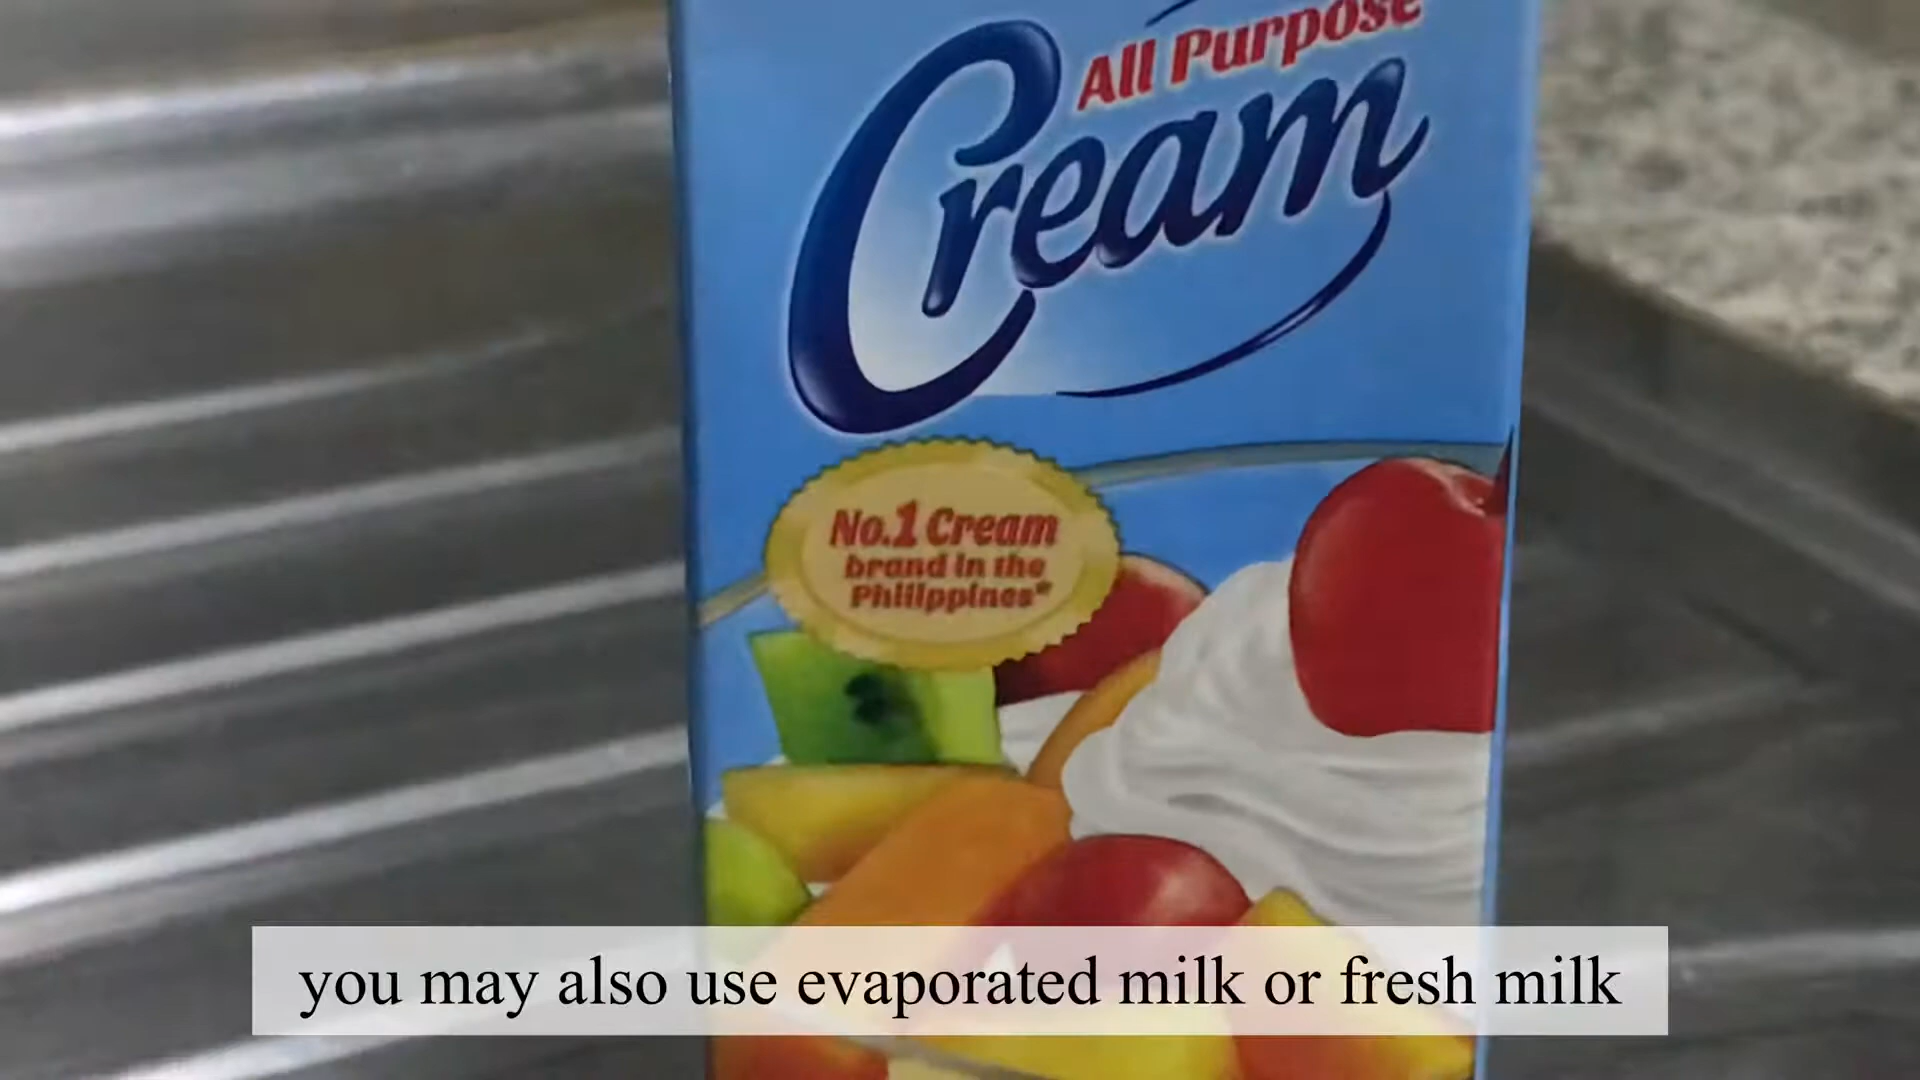 All Purpose
Cream
No.1 Cream
brand in the
Philippines*
you may also use evaporated milk or fresh milk